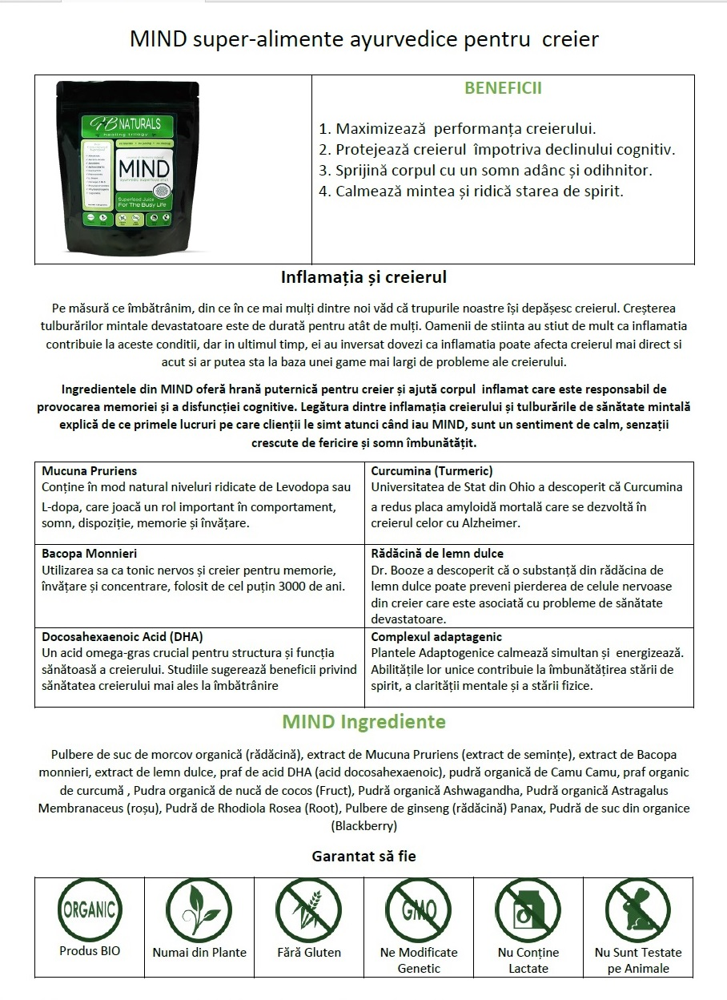 MIND super-alimente ayurvedice pentru creier
HB NATURALS
healing trilogy
MIND
ayurvedic superfood diet
Superfood Juice
For The Busy Life
BENEFICII
1. Maximizează performanța creierului.
2. Protejează creierul împotriva declinului cognitiv.
3. Sprijină corpul cu un somn adânc și odihnitor.
4. Calmează mintea și ridică starea de spirit.
Inflamația și creierul
Pe măsură ce îmbătrânim, din ce în ce mai mulți dintre noi văd că trupurile noastre își depășesc creierul. Creșterea
tulburărilor mintale devastatoare este de durată pentru atât de mulți. Oamenii de stiinta au stiut de mult ca inflamatia
contribuie la aceste conditii, dar in ultimul timp, ei au inversat dovezi ca inflamatia poate afecta creierul mai direct si
acut si ar putea sta la baza unei game mai largi de probleme ale creierului.
Ingredientele din MIND oferă hrană puternică pentru creier și ajută corpul inflamat care este responsabil de
provocarea memoriei și a disfuncției cognitive. Legătura dintre inflamația creierului și tulburările de sănătate mintală
explică de ce primele lucruri pe care clienții le simt atunci când iau MIND, sunt un sentiment de calm, senzații
crescute de fericire și somn îmbunătățit.
Mucuna Pruriens
Conține în mod natural niveluri ridicate de Levodopa sau
L-dopa, care joacă un rol important în comportament,
somn, dispoziție, memorie și învățare.
Curcumina (Turmeric)
Universitatea de Stat din Ohio a descoperit că Curcumina
a redus placa amyloidă mortală care se dezvoltă în
creierul celor cu Alzheimer.
Bacopa Monnieri
Utilizarea sa ca tonic nervos și creier pentru memorie,
învățare și concentrare, folosit de cel puțin 3000 de ani.
Rădăcină de lemn dulce
Dr. Booze a descoperit că o substanță din rădăcina de
lemn dulce poate preveni pierderea de celule nervoase
din creier care este asociată cu probleme de sănătate
devastatoare.
Docosahexaenoic Acid (DHA)
Un acid omega-gras crucial pentru structura și funcția
sănătoasă a creierului. Studiile sugerează beneficii privind
sănătatea creierului mai ales la îmbătrânire
Complexul adaptagenic
Plantele Adaptogenice calmează simultan și energizează.
Abilitățile lor unice contribuie la îmbunătățirea stării de
spirit, a clarității mentale și a stării fizice.
MIND Ingrediente
Pulbere de suc de morcov organică (rădăcină), extract de Mucuna Pruriens (extract de semințe), extract de Bacopa
monnieri, extract de lemn dulce, praf de acid DHA (acid docosahexaenoic), pudră organică de Camu Camu, praf organic
de curcumă , Pudra organică de nucă de cocos (Fruct), Pudră organică Ashwagandha, Pudră organică Astragalus
Membranaceus (roșu), Pudră de Rhodiola Rosea (Root), Pulbere de ginseng (rădăcină) Panax, Pudră de suc din organice
(Blackberry)
Garantat să fie
ORGANIC
GMO
Produs BIO
Numai din Plante
Fără Gluten
Ne Modificate
Genetic
Nu Conține
Lactate
Nu Sunt Testate
pe Animale